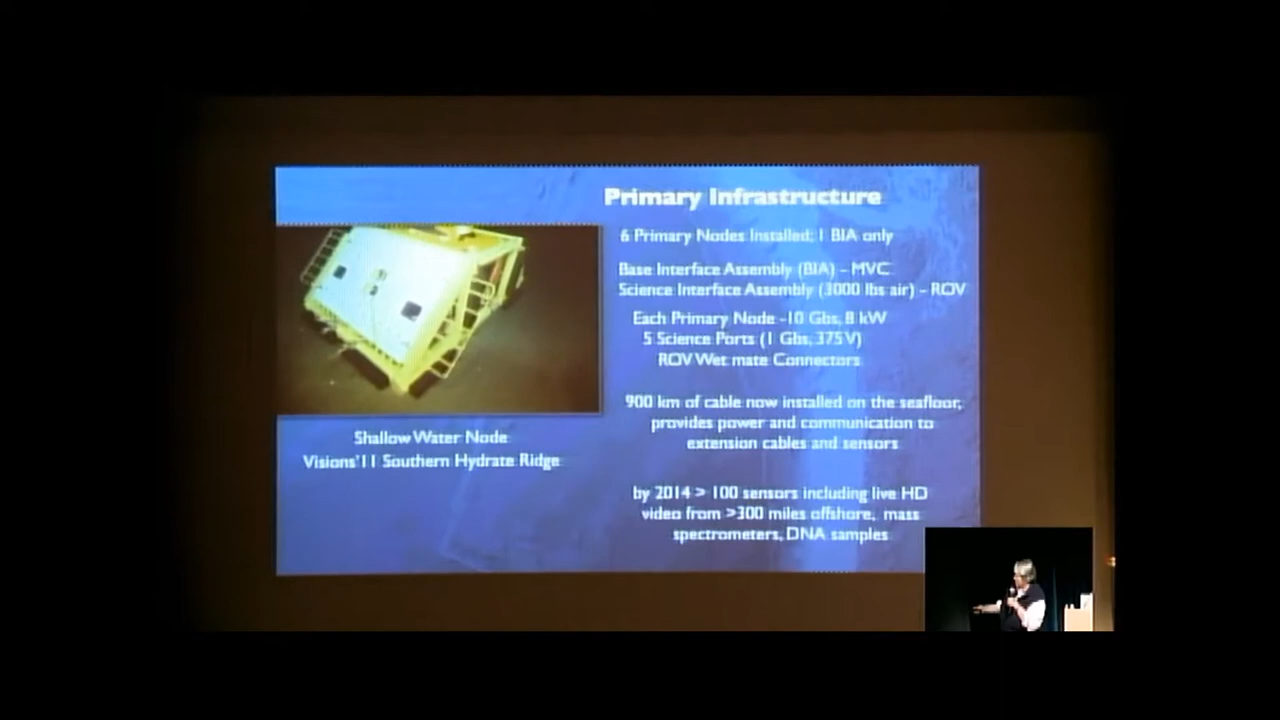 Primary Infrastructure
6 Primary Nodes Installed, 1 BIA only
Base Interface Assembly (BIA) - MVC
Science Interface Assembly (3000 lbs air) - ROV
Each Primary Node -10 Gbs, 8 kW
5 Science Ports (1 Gbs, 375V)
ROV Wet mate Connectors
900 km of cable now installed on the seafloor,
provides power and communication to
extension cables and sensors
by 2014 > 100 sensors including live HD
video from >300 miles offshore, mass
spectrometers, DNA samples
Shallow Water Node
Visions'11 Southern Hydrate Ridge